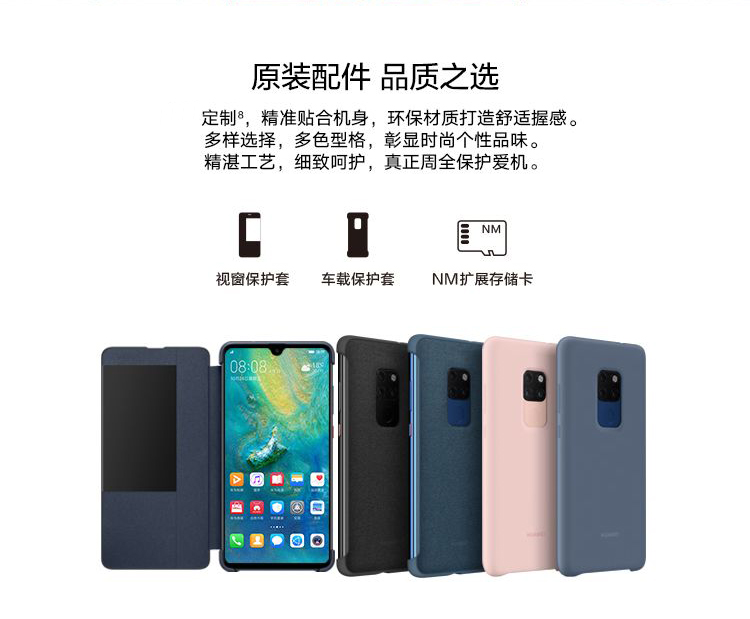 原装配件 品质之选
定制8，精准贴合机身，环保材质打造舒适握感。
多样选择，多色型格，彰显时尚个性品味。
精湛工艺，细致呵护，真正周全保护爱机。
NM
视窗保护套 车载保护套 NM扩展存储卡
08:08
HUAWEI HUAWEI